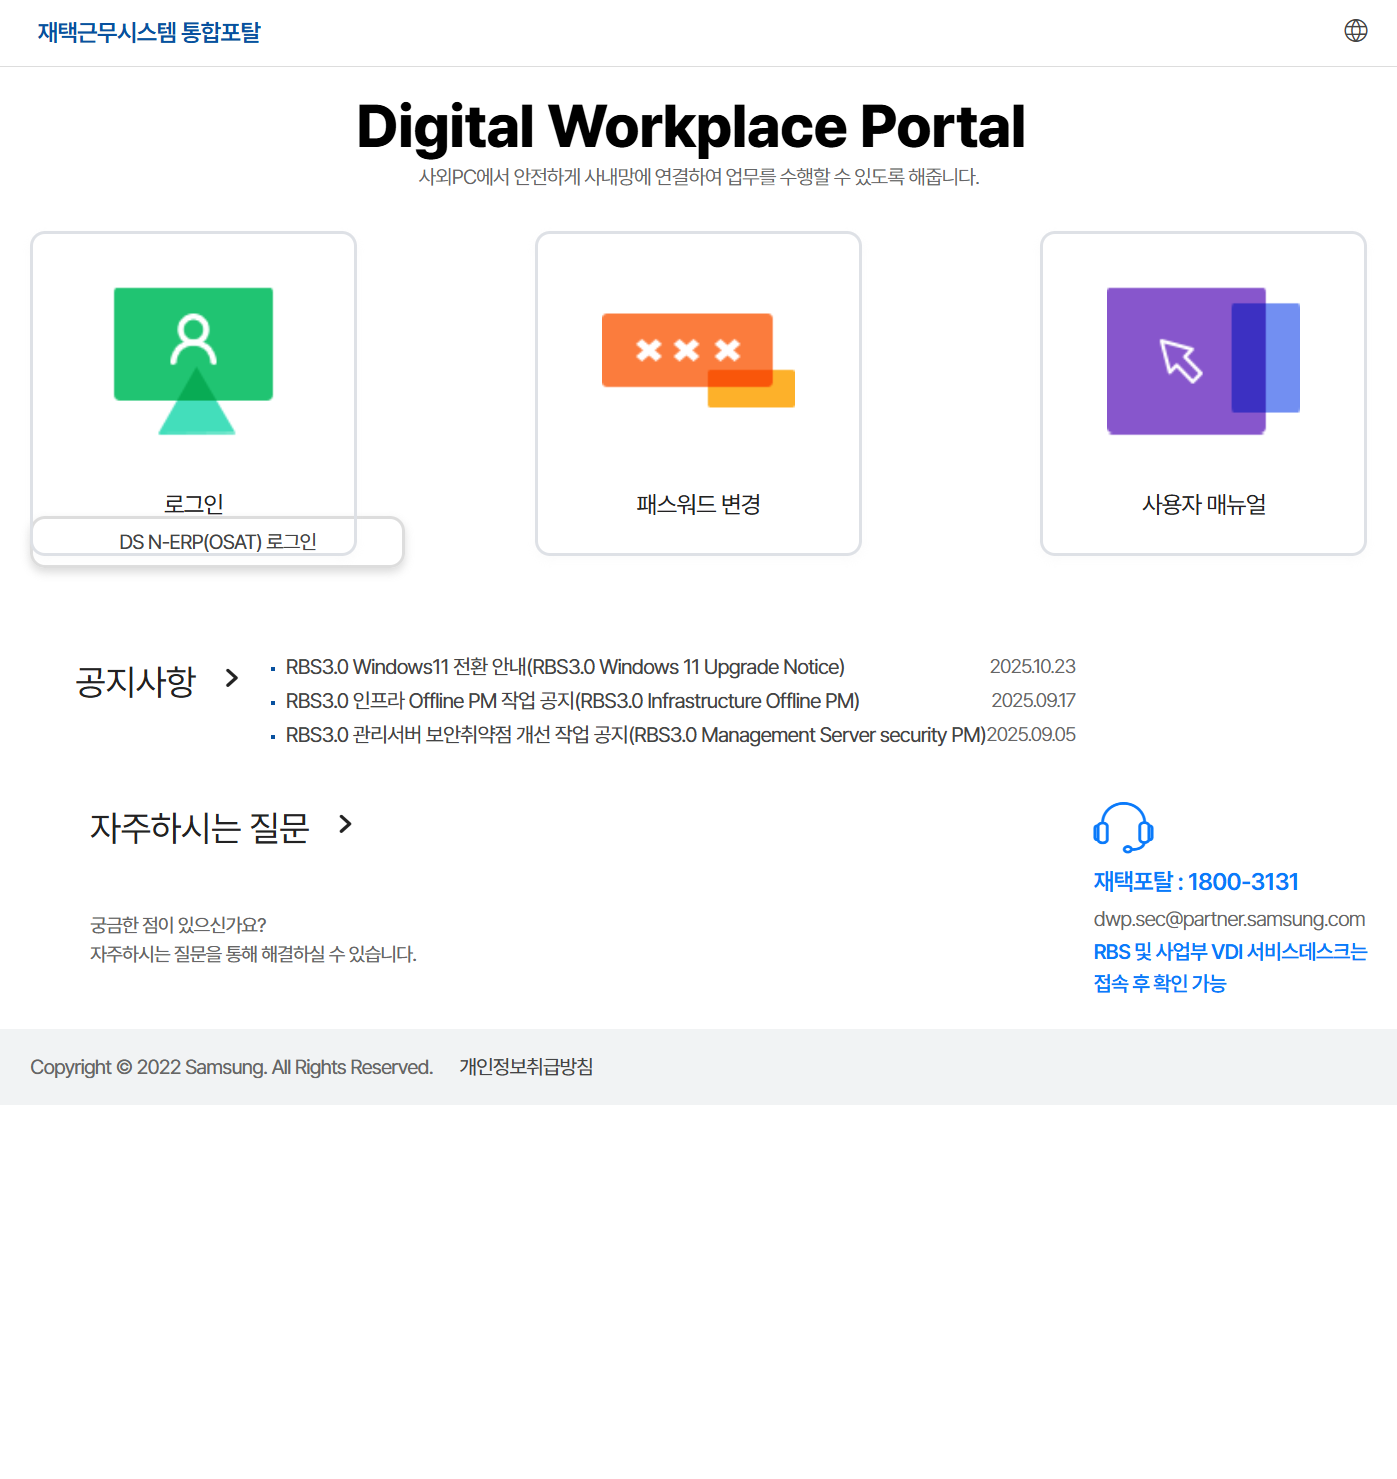 재택근무시스템 통합포탈
Digital Workplace Portal
사외PC에서 안전하게 사내망에 연결하여 업무를 수행할 수 있도록 해줍니다.
로그인
DS N-ERP(OSAT) 로그인
패스워드 변경
사용자 매뉴얼
공지사항
RBS3.0 Windows11 전환 안내(RBS3.0 Windows 11 Upgrade Notice) 2025.10.23
RBS3.0 인프라 Offline PM 작업 공지(RBS3.0 Infrastructure Offline PM) 2025.09.17
RBS3.0 관리서버 보안취약점 개선 작업 공지(RBS3.0 Management Server security PM) 2025.09.05
자주하시는 질문
궁금한 점이 있으신가요?
자주하시는 질문을 통해 해결하실 수 있습니다.
재택포탈 : 1800-3131
dwp.sec@partner.samsung.com
RBS 및 사업부 VDI 서비스데스크는
접속 후 확인 가능
Copyright © 2022 Samsung. All Rights Reserved. 개인정보취급방침